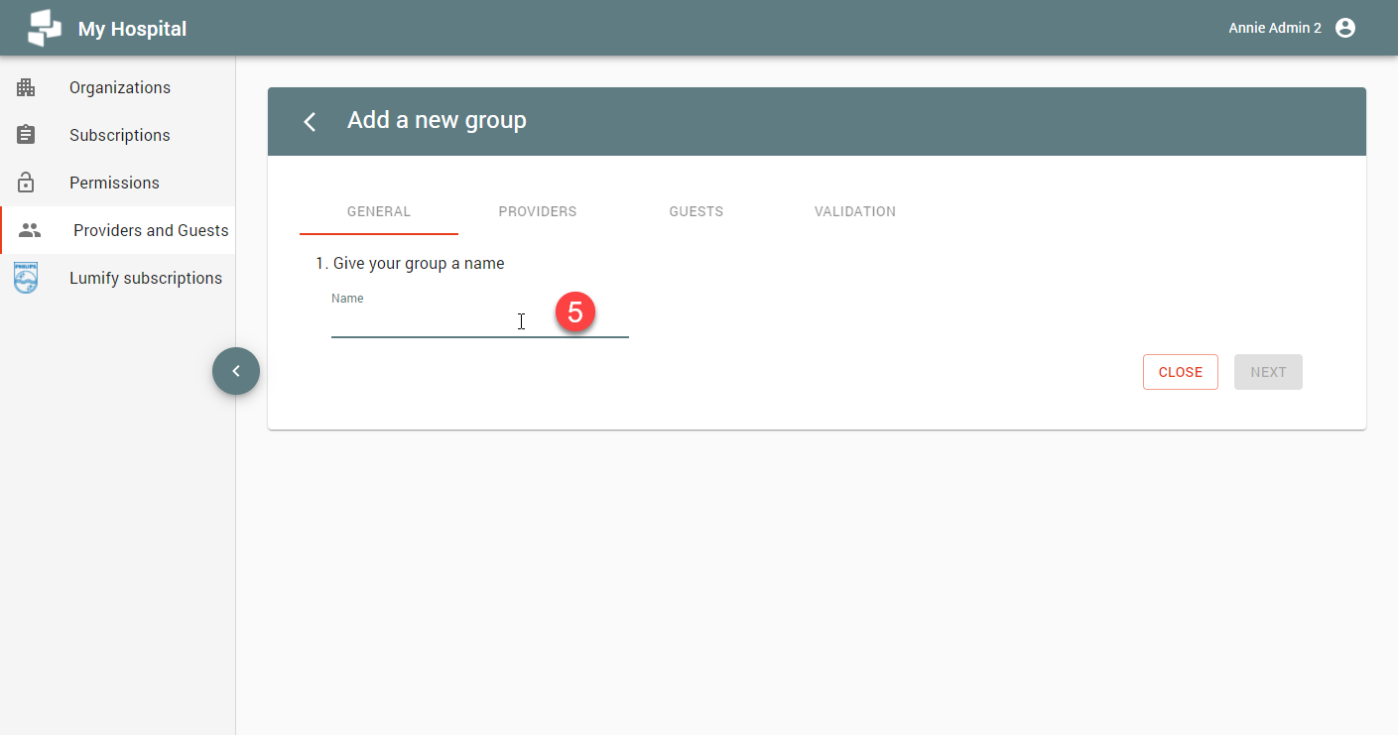 My Hospital
Annie Admin 2
Organizations
Subscriptions
Permissions
Providers and Guests
PHILIPS
Lumify subscriptions
Add a new group
GENERAL PROVIDERS GUESTS VALIDATION
1. Give your group a name
Name
5
CLOSE NEXT